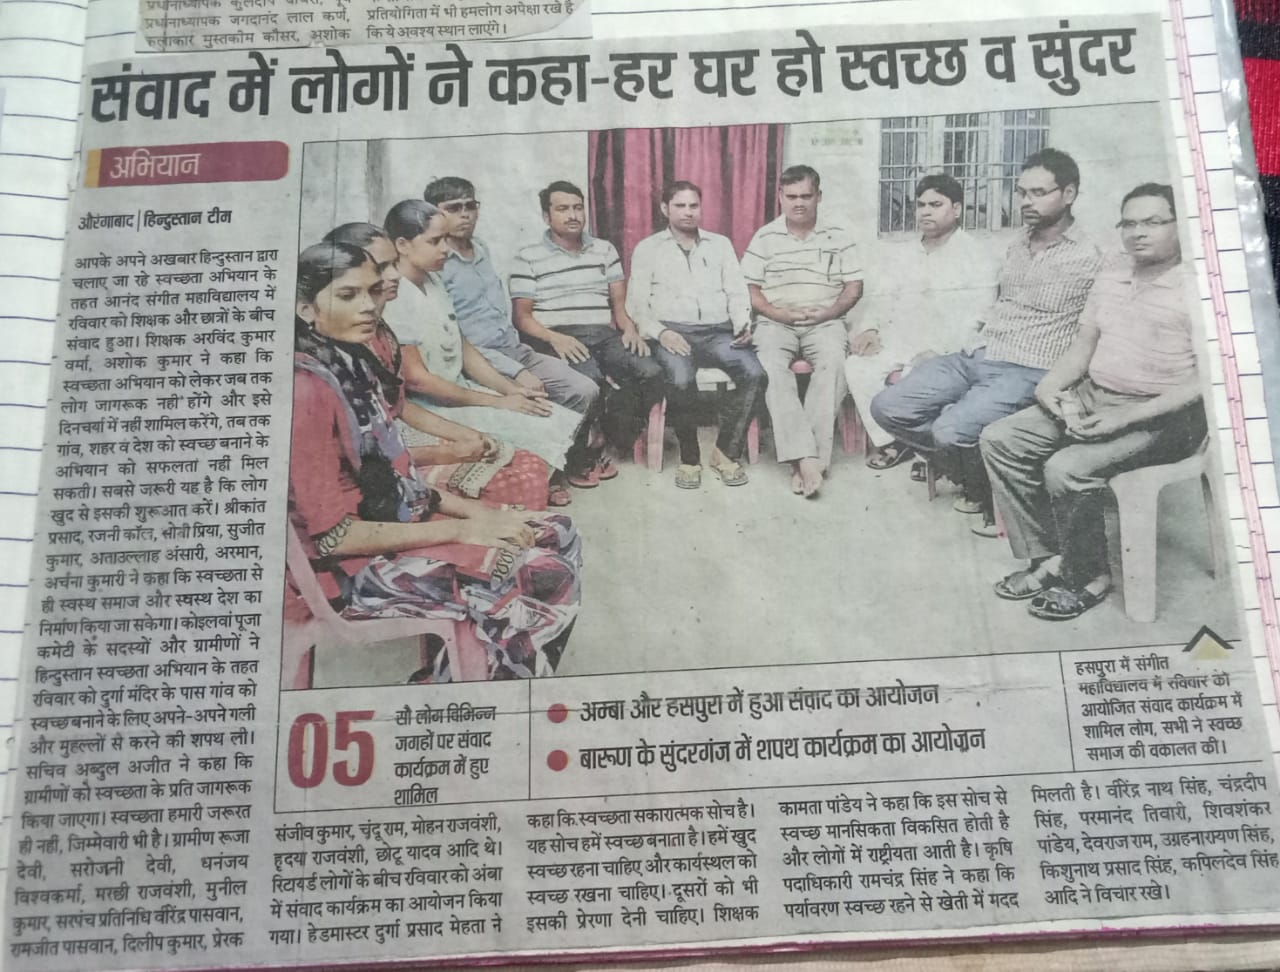 प्रधानाध्यापक जगदानंद लाल कर्ण,
कलाकार मुस्तकीम कौसर, अशोक
प्रतियोगिता में भी हमलोग अपेक्षा रखे है
कि ये अवश्य स्थान लाएंगे।
संवाद में लोगों ने कहा-हर घर हो स्वच्छ व सुंदर
अभियान
औरंगाबाद | हिन्दुस्तान टीम
आपके अपने अखबार हिन्दुस्तान द्वारा
चलाए जा रहे स्वच्छता अभियान के
तहत आनंद संगीत महाविद्यालय में
रविवार को शिक्षक और छात्रों के बीच
संवाद हुआ। शिक्षक अरविंद कुमार
वर्मा, अशोक कुमार ने कहा कि
स्वच्छता अभियान को लेकर जब तक
लोग जागरूक नहीं होंगे और इसे
दिनचर्या में नहीं शामिल करेंगे, तब तक
गांव, शहर व देश को स्वच्छ बनाने के
अभियान को सफलता नहीं मिल
सकती। सबसे जरूरी यह है कि लोग
खुद से इसकी शुरूआत करें। श्रीकांत
प्रसाद, रजनी कॉल, प्रिया, सुजीत
कुमार, अताउल्लाह अंसारी, अरमान,
अर्चना कुमारी ने कहा कि स्वच्छता से
ही स्वस्थ समाज और स्वस्थ देश का
निर्माण किया जा सकेगा। कोइलवां पूजा
कमेटी के सदस्यों और ग्रामीणों ने
हिन्दुस्तान स्वच्छता अभियान के तहत
रविवार को दुर्गा मंदिर के पास गांव को
स्वच्छ बनाने के लिए अपने-अपने गली
और मुहल्लों से करने की शपथ ली।
सचिव अब्दुल अजीत ने कहा कि
ग्रामीणों को स्वच्छता के प्रति जागरूक
किया जाएगा। स्वच्छता हमारी जरूरत
ही नहीं, जिम्मेवारी भी है। ग्रामीण रूजा
देवी, सरोजनी देवी, धनंजय
विश्वकर्मा, मरछी राजवंशी, मुनील
कुमार, सरपंच प्रतिनिधि वीरेंद्र पासवान,
रामजीत पासवान, दिलीप कुमार, प्रेरक
05
सौ लोग विभिन्न
जगहों पर संवाद
कार्यक्रम में हुए
शामिल
अम्बा और हसपुरा में हुआ संवाद का आयोजन
बारूण के सुंदरगंज में शपथ कार्यक्रम का आयोजन
हसपुरा में संगीत
महाविद्यालय में रविवार को
आयोजित संवाद कार्यक्रम में
शामिल लोग, सभी ने स्वच्छ
समाज की वकालत की।
संजीव कुमार, चंदू राम, मोहन राजवंशी,
हृदया राजवंशी, छोटू यादव आदि थे।
रिटायर्ड लोगों के बीच रविवार को अंबा
में संवाद कार्यक्रम का आयोजन किया
गया। हेडमास्टर दुर्गा प्रसाद मेहता ने
कहा कि स्वच्छता सकारात्मक सोच है।
यह सोच हमें स्वच्छ बनाता है। हमें खुद
स्वच्छ रहना चाहिए और कार्यस्थल को
स्वच्छ रखना चाहिए। दूसरों को भी
इसकी प्रेरणा देनी चाहिए। शिक्षक
कामता पांडेय ने कहा कि इस सोच से
स्वच्छ मानसिकता विकसित होती है
और लोगों में राष्ट्रीयता आती है। कृषि
पदाधिकारी रामचंद्र सिंह ने कहा कि
पर्यावरण स्वच्छ रहने से खेती में मदद
मिलती है। वीरेंद्र नाथ सिंह, चंद्रदीप
सिंह, परमानंद तिवारी, शिवशंकर
पांडेय, देवराज राम, उग्रहनारायण सिंह,
किशुनाथ प्रसाद सिंह, कपिलदेव सिंह
आदि ने विचार रखे।